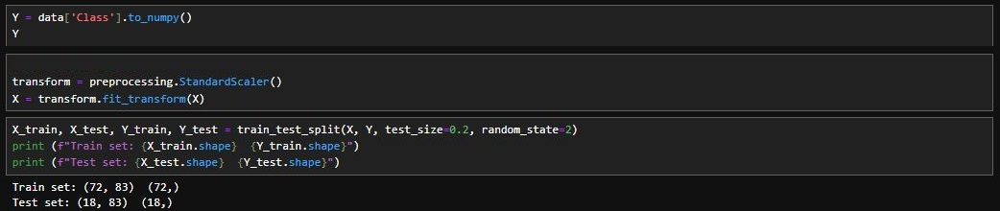 Y = data['Class'].to_numpy()
Y
transform = preprocessing.StandardScaler()
X = transform.fit_transform(X)
X_train, X_test, Y_train, Y_test = train_test_split(X, Y, test_size=0.2, random_state=2)
print (f"Train set: {X_train.shape}  {Y_train.shape}")
print (f"Test set: {X_test.shape}  {Y_test.shape}")
Train set: (72, 83)  (72,)
Test set: (18, 83)  (18,)